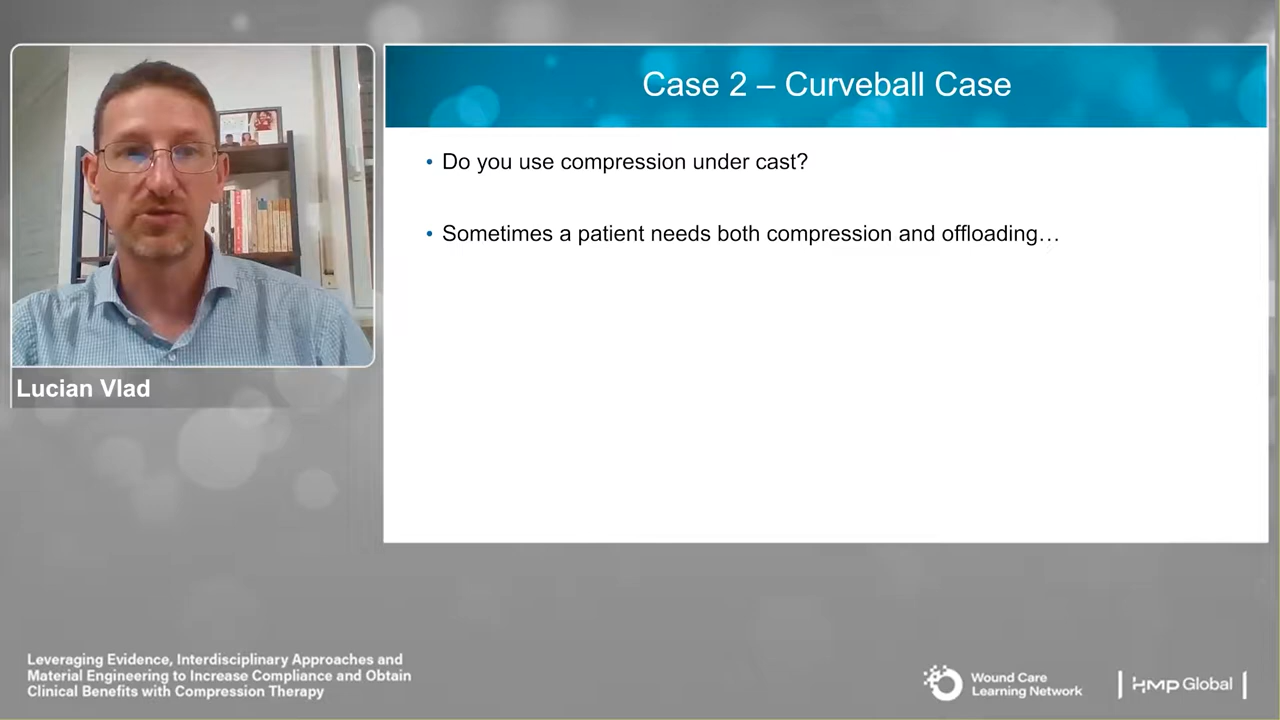 Case 2 – Curveball Case
• Do you use compression under cast?
• Sometimes a patient needs both compression and offloading…
Lucian Vlad
Leveraging Evidence, Interdisciplinary Approaches and
Material Engineering to Increase Compliance and Obtain
Clinical Benefits with Compression Therapy
Wound Care
Learning Network
HMP Global